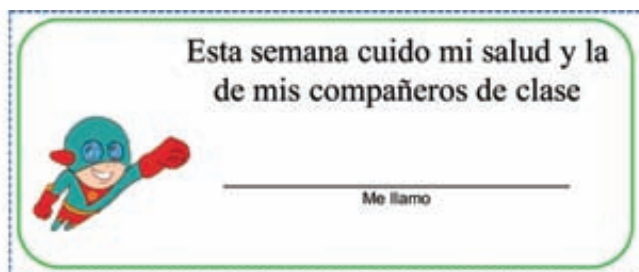 Esta semana cuido mi salud y la
de mis compañeros de clase
Me llamo